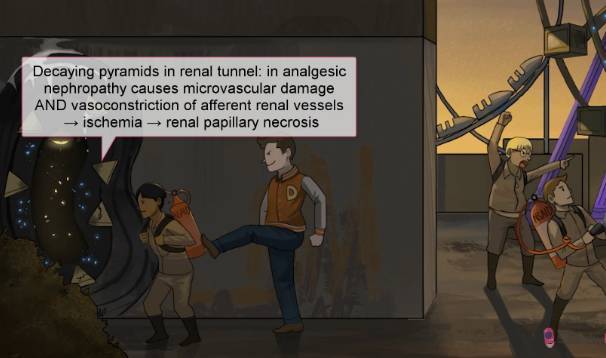 Decaying pyramids in renal tunnel: in analgesic
nephropathy causes microvascular damage
AND vasoconstriction of afferent renal vessels
→ ischemia → renal papillary necrosis
D